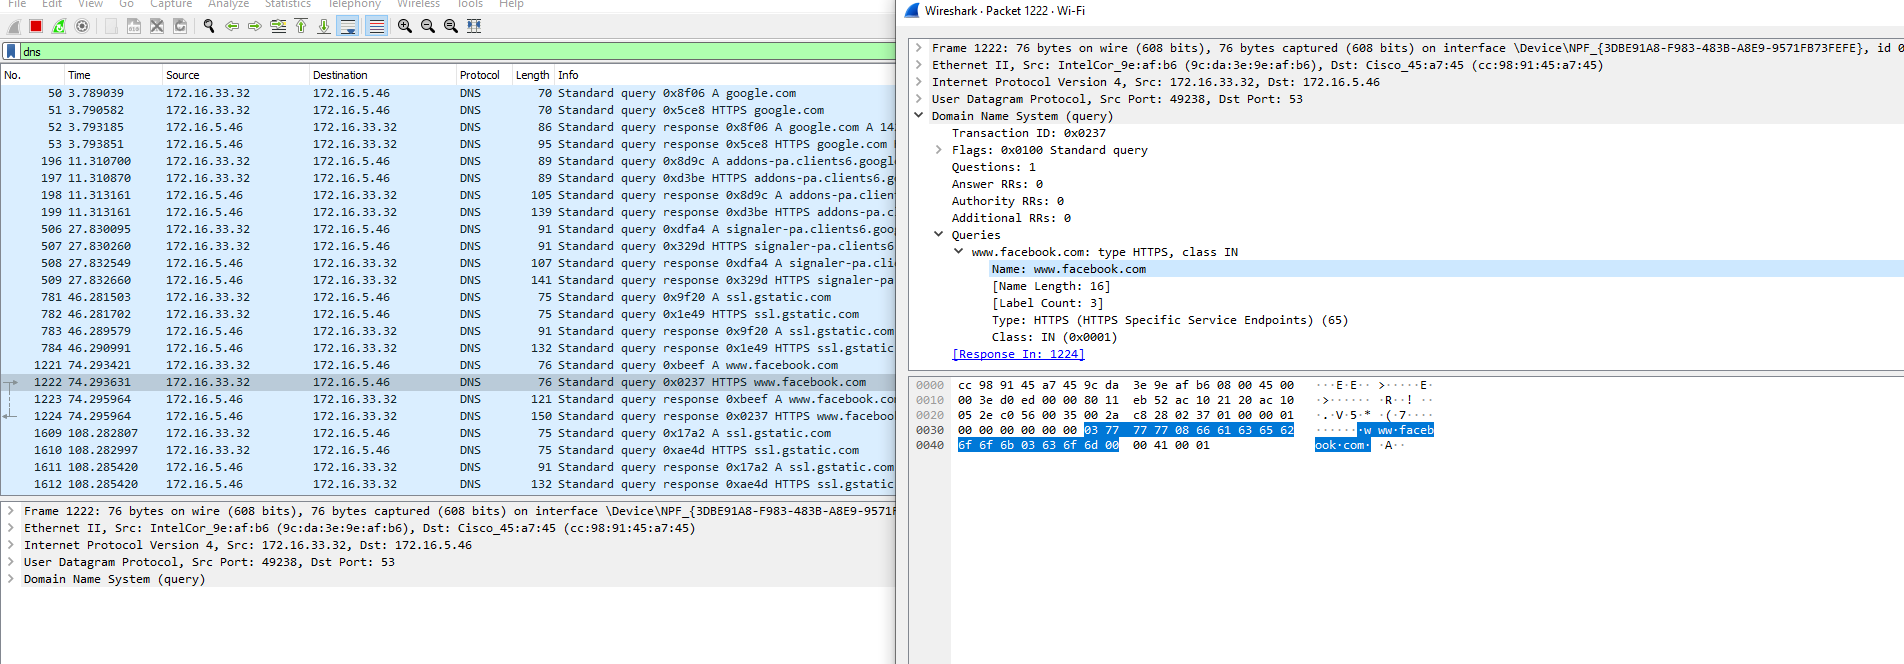 File Edit View Go Capture Analyze Statistics Telephony Wireless Tools Help
dns
No. Time Source Destination Protocol Length Info
50 3.789039 172.16.33.32 172.16.5.46 DNS 70 Standard query 0x8f06 A google.com
51 3.790582 172.16.33.32 172.16.5.46 DNS 70 Standard query 0x5ce8 HTTPS google.com
52 3.793185 172.16.5.46 172.16.33.32 DNS 86 Standard query response 0x8f06 A google.com A 14
53 3.793851 172.16.5.46 172.16.33.32 DNS 95 Standard query response 0x5ce8 HTTPS google.com
196 11.310700 172.16.33.32 172.16.5.46 DNS 89 Standard query 0x8d9c A addons-pa.clients6.goog
197 11.310870 172.16.33.32 172.16.5.46 DNS 89 Standard query 0xd3be HTTPS addons-pa.clients6.
198 11.313161 172.16.5.46 172.16.33.32 DNS 105 Standard query response 0x8d9c A addons-pa.clien
199 11.313161 172.16.5.46 172.16.33.32 DNS 139 Standard query response 0xd3be HTTPS addons-pa.c
506 27.830095 172.16.33.32 172.16.5.46 DNS 91 Standard query 0xdfa4 A signaler-pa.clients6.goo
507 27.830260 172.16.33.32 172.16.5.46 DNS 91 Standard query 0x329d HTTPS signaler-pa.clients6
508 27.832549 172.16.5.46 172.16.33.32 DNS 107 Standard query response 0xdfa4 A signaler-pa.cli
509 27.832660 172.16.5.46 172.16.33.32 DNS 141 Standard query response 0x329d HTTPS signaler-pa
781 46.281503 172.16.33.32 172.16.5.46 DNS 75 Standard query 0x9f20 A ssl.gstatic.com
782 46.281702 172.16.33.32 172.16.5.46 DNS 75 Standard query 0x1e49 HTTPS ssl.gstatic.com
783 46.289579 172.16.5.46 172.16.33.32 DNS 91 Standard query response 0x9f20 A ssl.gstatic.com
784 46.290991 172.16.5.46 172.16.33.32 DNS 132 Standard query response 0x1e49 HTTPS ssl.gstatic
1221 74.293421 172.16.33.32 172.16.5.46 DNS 76 Standard query 0xbeef A www.facebook.com
1222 74.293631 172.16.33.32 172.16.5.46 DNS 76 Standard query 0x0237 HTTPS www.facebook.com
1223 74.295964 172.16.5.46 172.16.33.32 DNS 121 Standard query response 0xbeef A www.facebook.co
1224 74.295964 172.16.5.46 172.16.33.32 DNS 150 Standard query response 0x0237 HTTPS www.faceboo
1609 108.282807 172.16.33.32 172.16.5.46 DNS 75 Standard query 0x17a2 A ssl.gstatic.com
1610 108.282997 172.16.33.32 172.16.5.46 DNS 75 Standard query 0xae4d HTTPS ssl.gstatic.com
1611 108.285420 172.16.5.46 172.16.33.32 DNS 91 Standard query response 0x17a2 A ssl.gstatic.com
1612 108.285420 172.16.5.46 172.16.33.32 DNS 132 Standard query response 0xae4d HTTPS ssl.gstatic
Frame 1222: 76 bytes on wire (608 bits), 76 bytes captured (608 bits) on interface \Device\NPF_{3DBE91A8-F983-483B-A8E9-9571F
Ethernet II, Src: IntelCor_9e:af:b6 (9c:da:3e:9e:af:b6), Dst: Cisco_45:a7:45 (cc:98:91:45:a7:45)
Internet Protocol Version 4, Src: 172.16.33.32, Dst: 172.16.5.46
User Datagram Protocol, Src Port: 49238, Dst Port: 53
Domain Name System (query)
Wireshark · Packet 1222 · Wi-Fi
Frame 1222: 76 bytes on wire (608 bits), 76 bytes captured (608 bits) on interface \Device\NPF_{3DBE91A8-F983-483B-A8E9-9571FB73FEFE}, id 0
Ethernet II, Src: IntelCor_9e:af:b6 (9c:da:3e:9e:af:b6), Dst: Cisco_45:a7:45 (cc:98:91:45:a7:45)
Internet Protocol Version 4, Src: 172.16.33.32, Dst: 172.16.5.46
User Datagram Protocol, Src Port: 49238, Dst Port: 53
Domain Name System (query)
Transaction ID: 0x0237
Flags: 0x0100 Standard query
Questions: 1
Answer RRs: 0
Authority RRs: 0
Additional RRs: 0
Queries
www.facebook.com: type HTTPS, class IN
Name: www.facebook.com
[Name Length: 16]
[Label Count: 3]
Type: HTTPS (HTTPS Specific Service Endpoints) (65)
Class: IN (0x0001)
[Response In: 1224]
0000 cc 98 91 45 a7 45 9c da 3e 9e af b6 08 00 45 00 ···E·E·· >·····E·
0010 00 3e d0 ed 00 00 80 11 eb 52 ac 10 21 20 ac 10 ·>······ ·R··! ··
0020 05 2e c0 56 00 35 00 2a c8 28 02 37 01 00 00 01 ·.·V·5·* ·(·7····
0030 00 00 00 00 00 00 03 77 77 77 08 66 61 63 65 62 ·······w ww·faceb
0040 6f 6f 6b 03 63 6f 6d 00 00 41 00 01 ook·com· ·A··